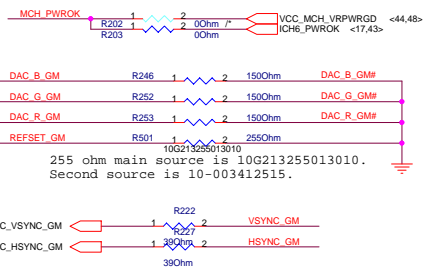 MCH_PWROK
R202 1 2 0Ohm /* VCC_MCH_VRPWRGD <44,48>
R203 1 2 0Ohm ICH6_PWROK <17,43>
DAC_B_GM R246 1 2 150Ohm DAC_B_GM#
DAC_G_GM R252 1 2 150Ohm DAC_G_GM#
DAC_R_GM R253 1 2 150Ohm DAC_R_GM#
REFSET_GM R501 1 2 255Ohm
10G213255013010
255 ohm main source is 10G213255013010.
Second source is 10-003412515.
R222
C_VSYNC_GM 1 2 VSYNC_GM
R227
39Ohm
C_HSYNC_GM 1 2 HSYNC_GM
39Ohm